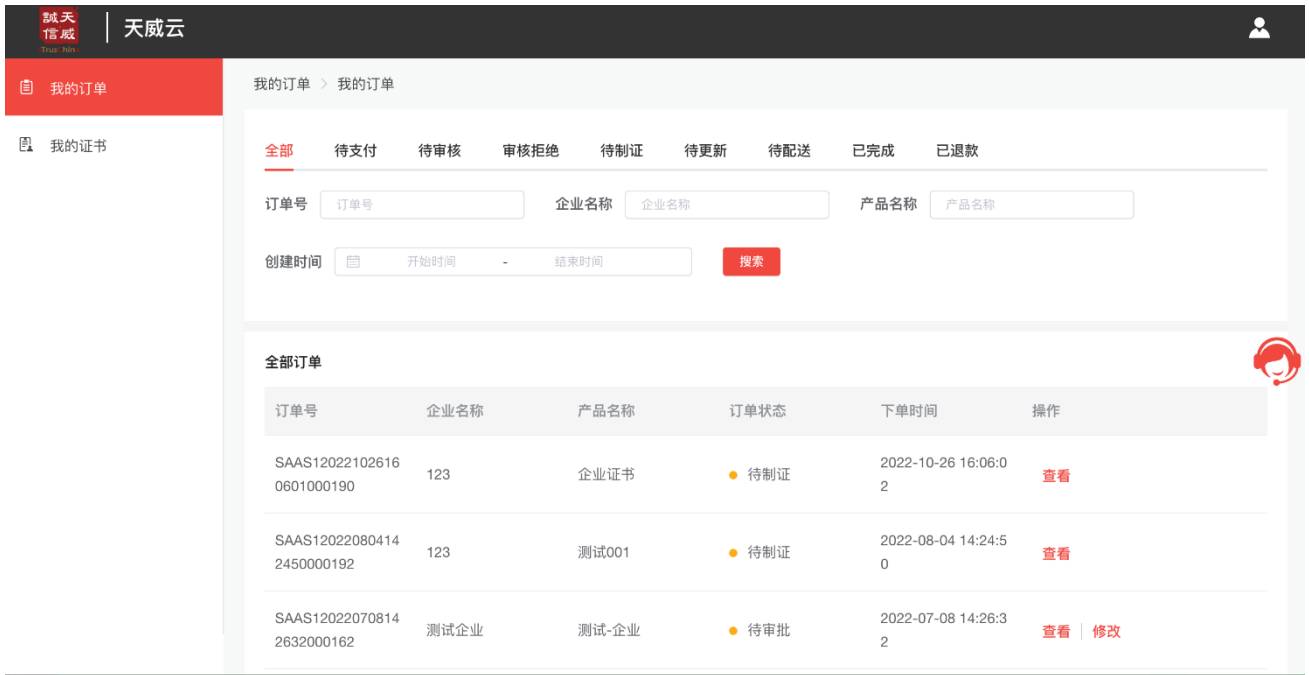 誠天
信威
天威云
我的订单
我的证书
我的订单 > 我的订单
全部 待支付 待审核 审核拒绝 待制证 待更新 待配送 已完成 已退款
订单号 订单号 企业名称 企业名称 产品名称 产品名称
创建时间 开始时间 - 结束时间 搜索
全部订单
订单号 企业名称 产品名称 订单状态 下单时间 操作
SAAS12022102616
0601000190
123 企业证书 待制证
2022-10-26 16:06:0
2
查看
SAAS12022080414
2450000192
123 测试001 待制证
2022-08-04 14:24:5
0
查看
SAAS12022070814
2632000162
测试企业 测试-企业 待审批
2022-07-08 14:26:3
2
查看 修改